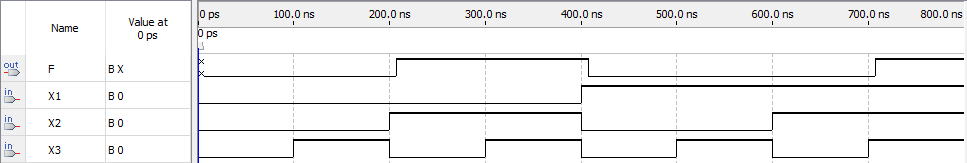 Name Value at 0 ps
0 ps 100.0 ns 200.0 ns 300.0 ns 400.0 ns 500.0 ns 600.0 ns 700.0 ns 800.0 ns
0 ps
out F B X
in X1 B 0
in X2 B 0
in X3 B 0